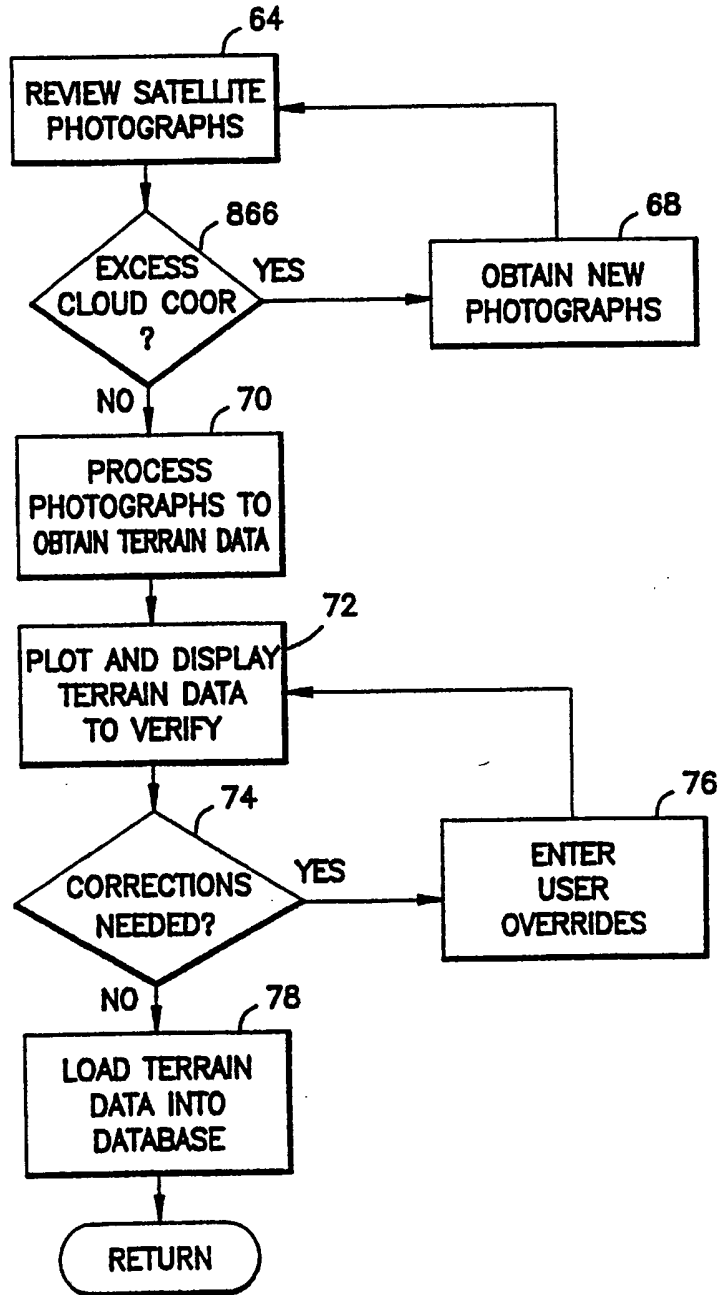 64
REVIEW SATELLITE
PHOTOGRAPHS
866
EXCESS
CLOUD COOR
?
YES
68
OBTAIN NEW
PHOTOGRAPHS
NO
70
PROCESS
PHOTOGRAPHS TO
OBTAIN TERRAIN DATA
72
PLOT AND DISPLAY
TERRAIN DATA
TO VERIFY
74
CORRECTIONS
NEEDED?
YES
76
ENTER
USER
OVERRIDES
NO
78
LOAD TERRAIN
DATA INTO
DATABASE
RETURN